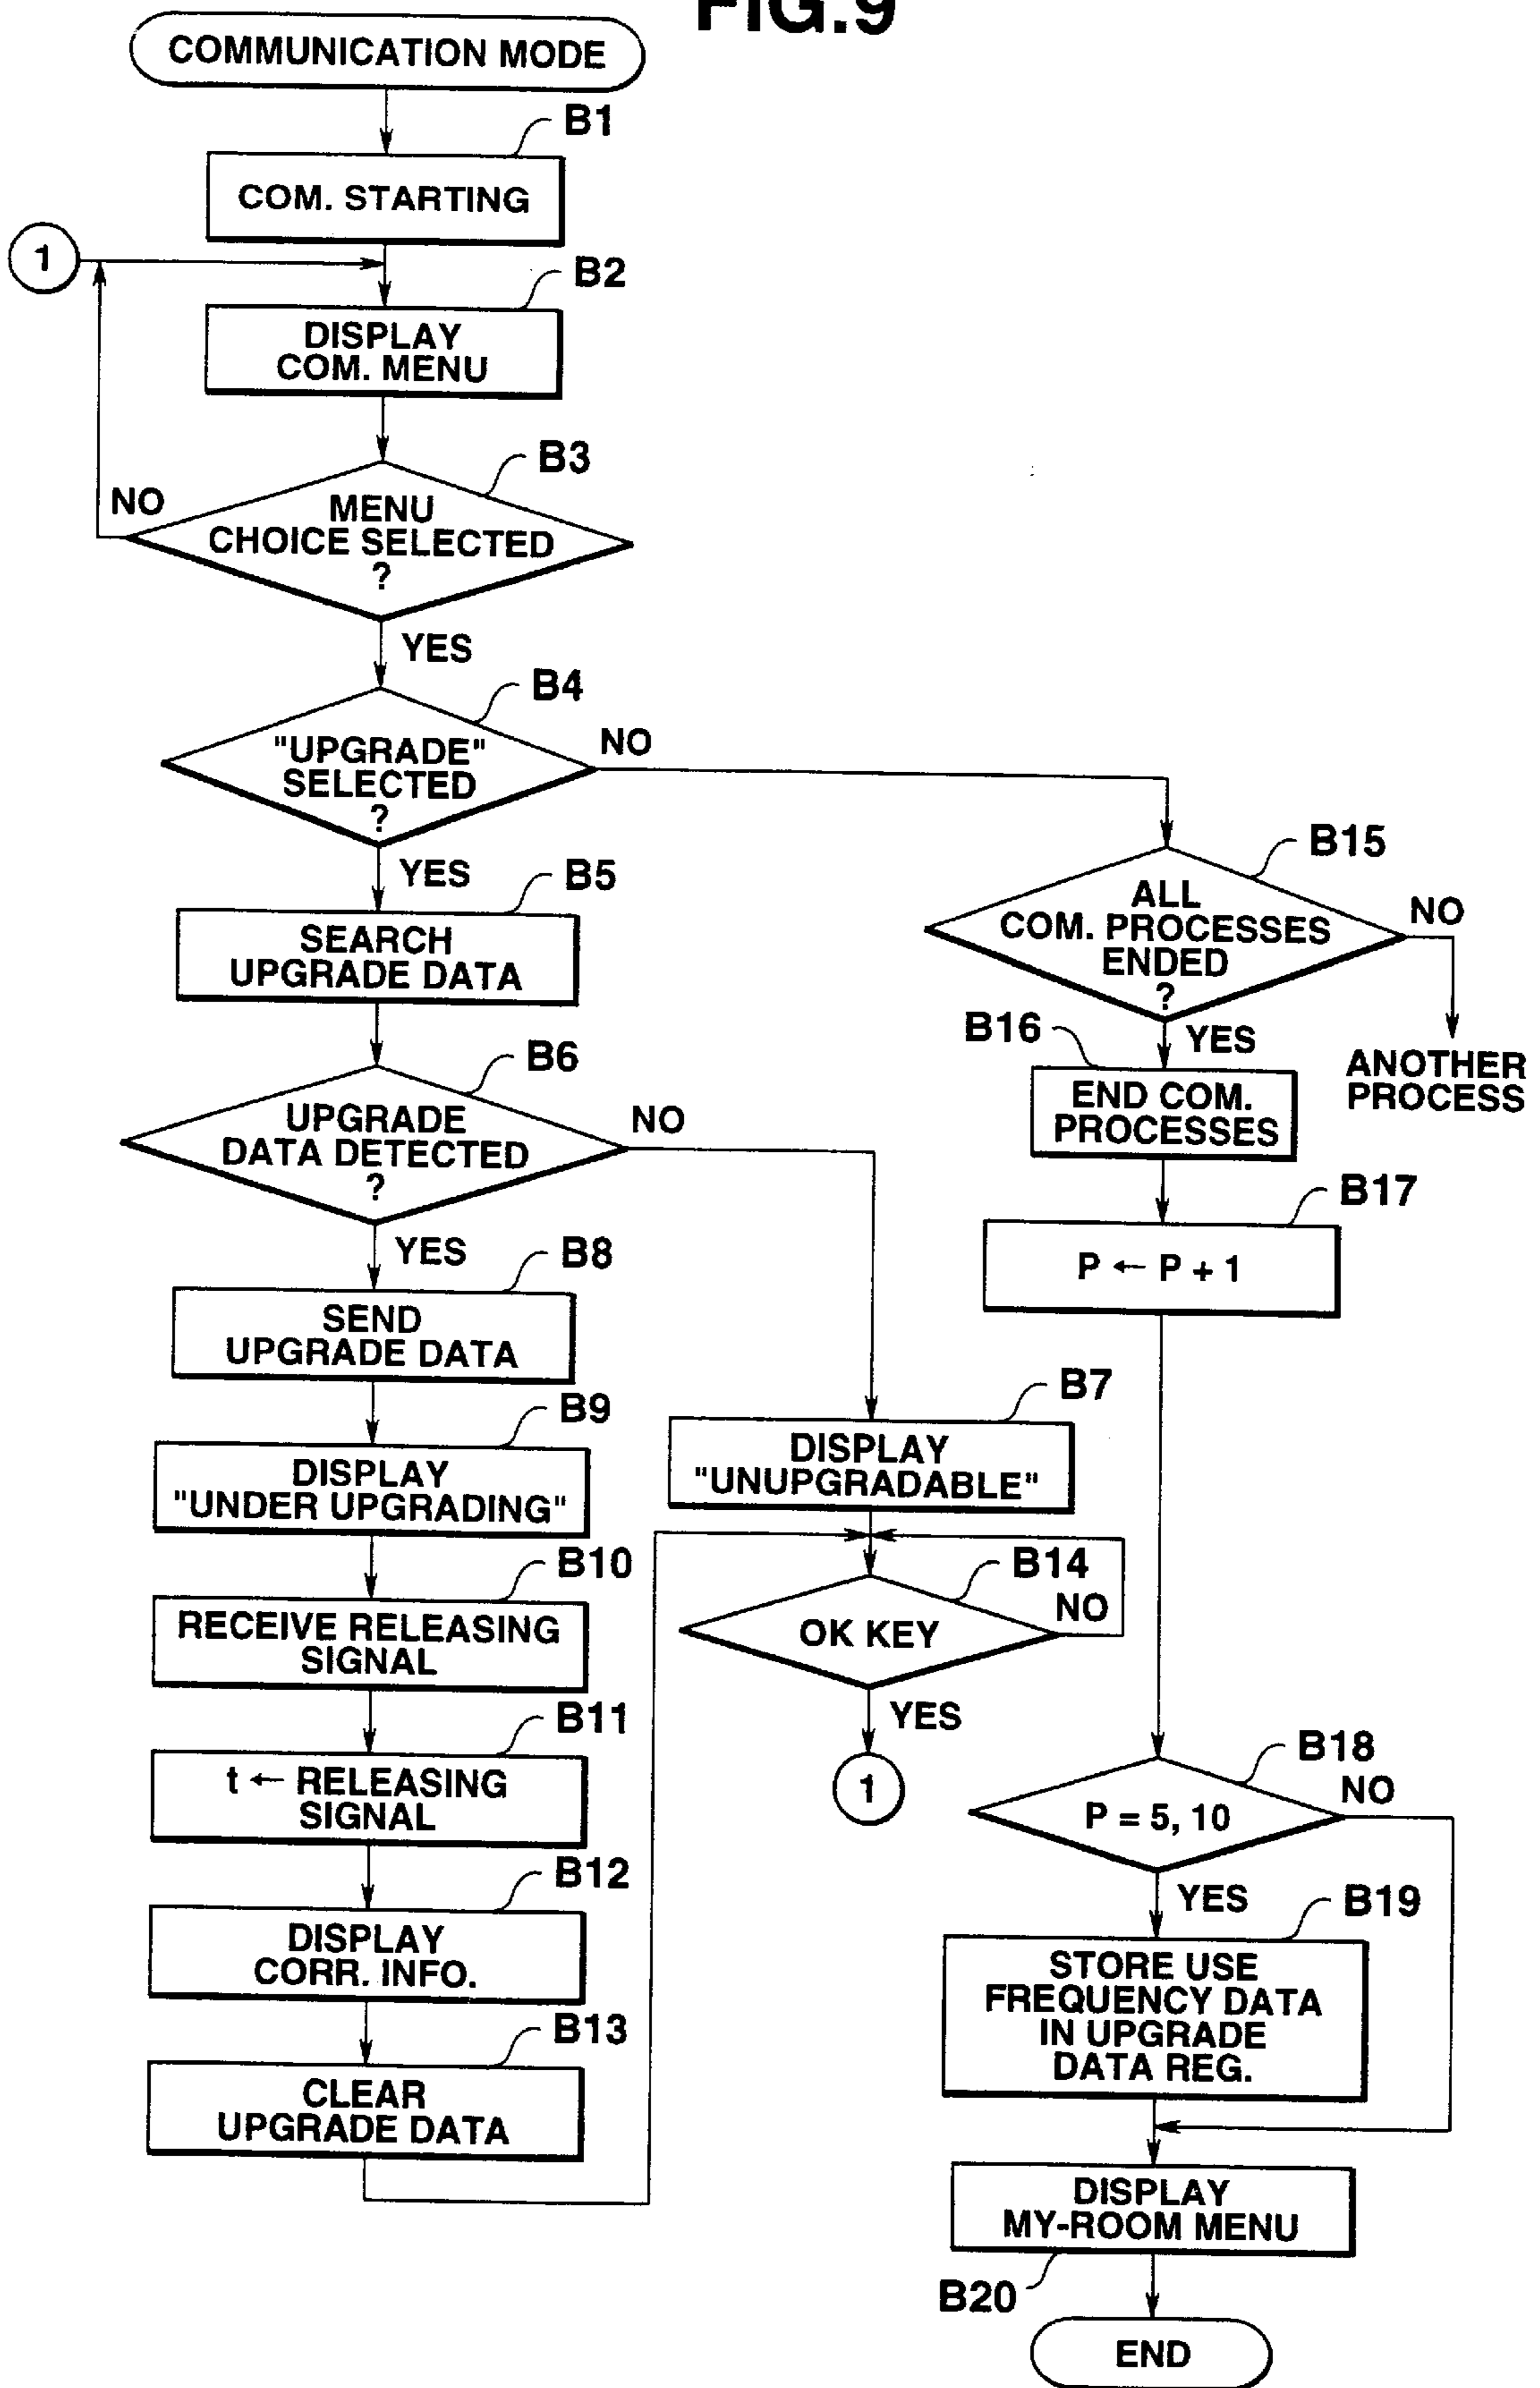 FIG.9
COMMUNICATION MODE
B1
COM. STARTING
1
B2
DISPLAY
COM. MENU
B3
NO
MENU
CHOICE SELECTED
?
YES
B4
"UPGRADE"
SELECTED
?
NO
YES
B5
SEARCH
UPGRADE DATA
B6
UPGRADE
DATA DETECTED
?
NO
YES
B8
SEND
UPGRADE DATA
B9
DISPLAY
"UNDER UPGRADING"
B10
RECEIVE RELEASING
SIGNAL
B11
t ← RELEASING
SIGNAL
B12
DISPLAY
CORR. INFO.
B13
CLEAR
UPGRADE DATA
B7
DISPLAY
"UNUPGRADABLE"
B14
OK KEY
NO
YES
1
B15
ALL
COM. PROCESSES
ENDED
?
NO
ANOTHER
PROCESS
YES
B16
END COM.
PROCESSES
B17
P ← P + 1
B18
P = 5, 10
NO
YES
B19
STORE USE
FREQUENCY DATA
IN UPGRADE
DATA REG.
DISPLAY
MY-ROOM MENU
B20
END